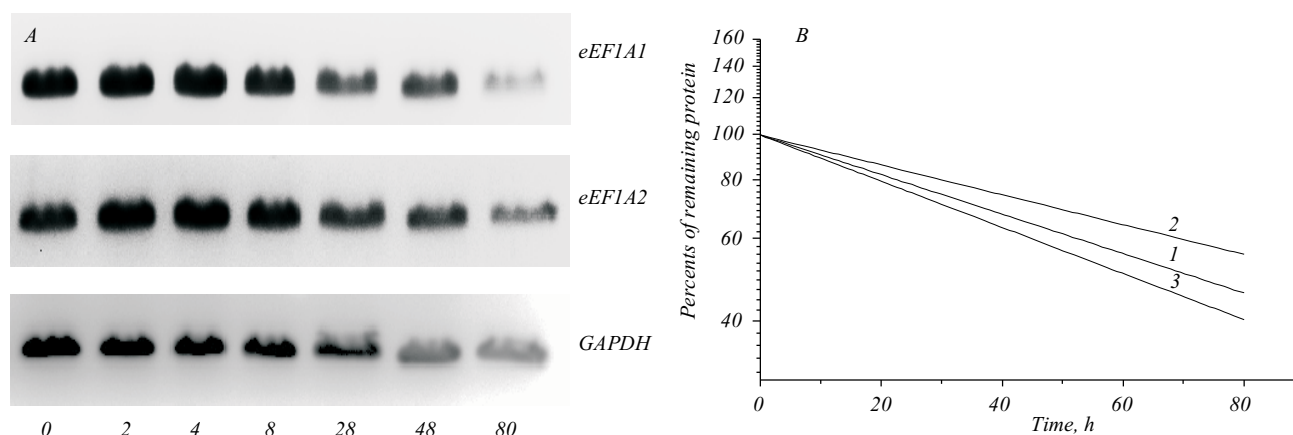 A
eEF1A1
eEF1A2
GAPDH
0 2 4 8 28 48 80
B
Percents of remaining protein
160
140
120
100
80
60
40
2
1
3
0 20 40 60 80
Time, h